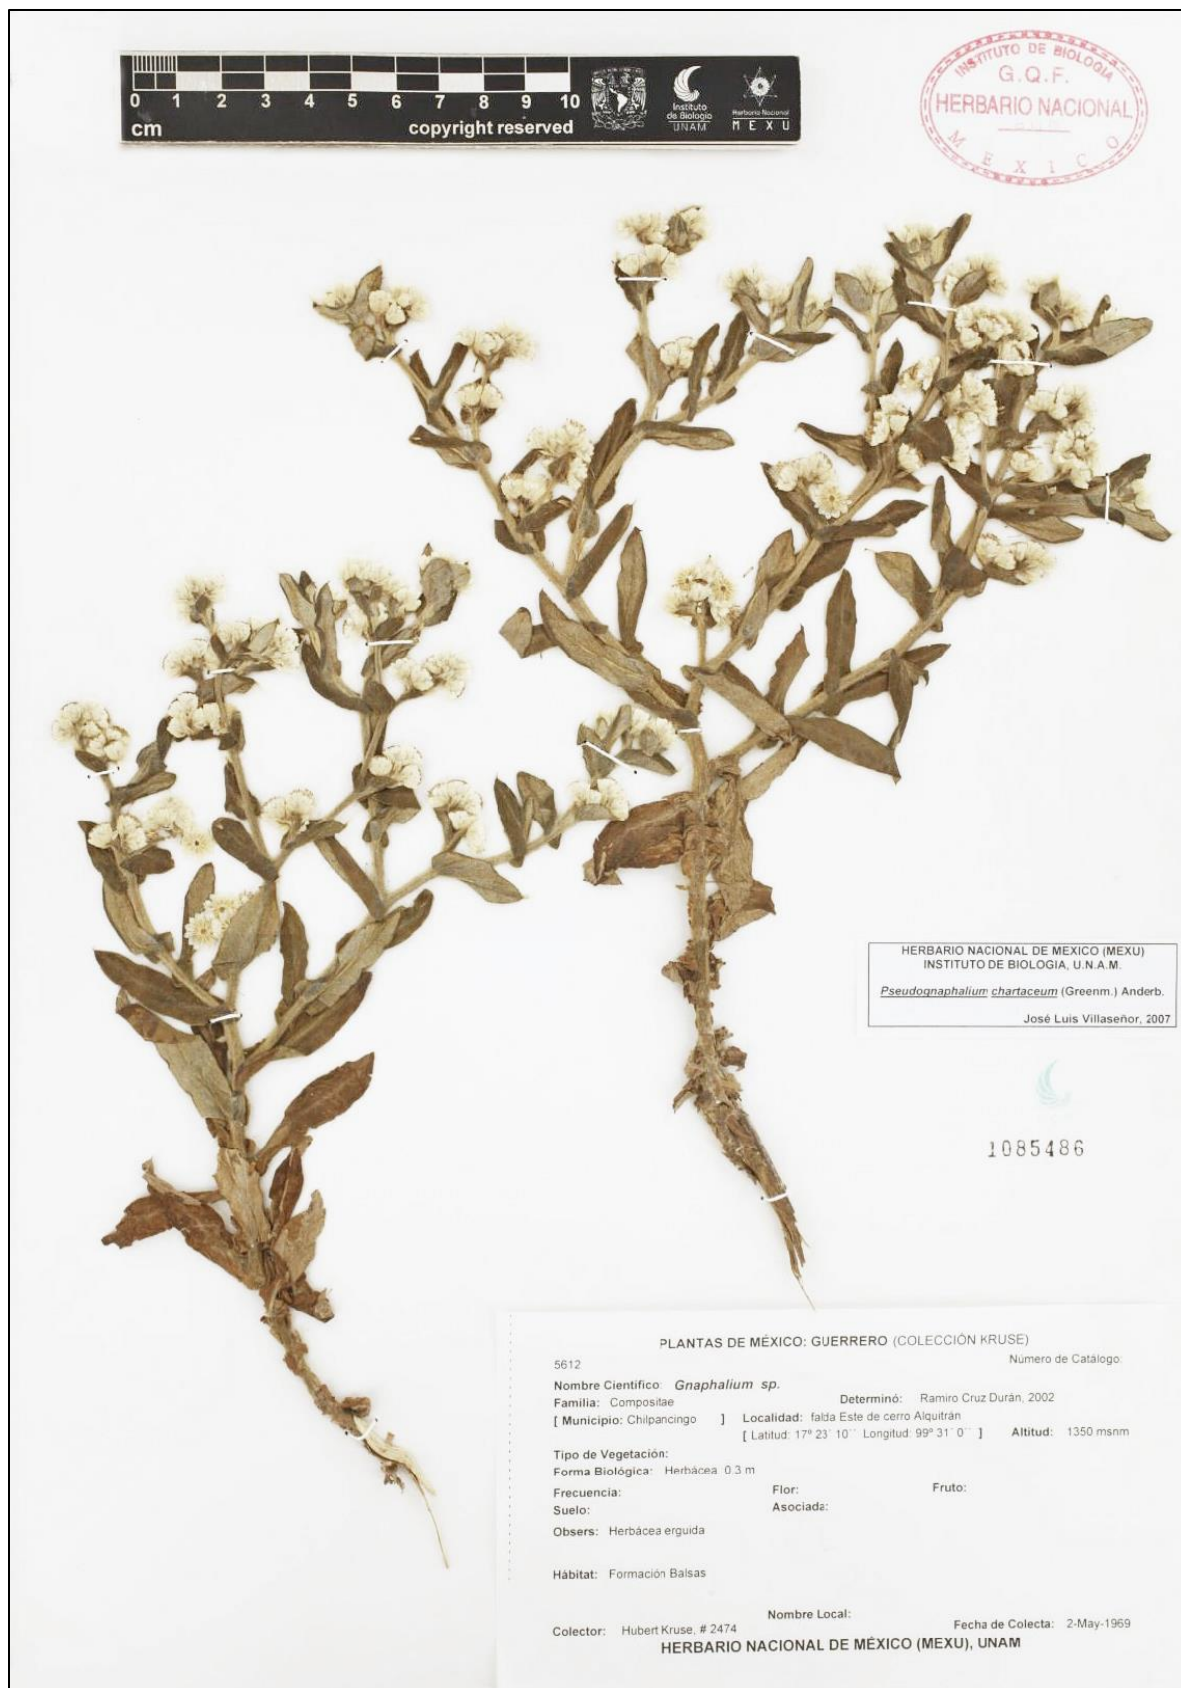 0 1 2 3 4 5 6 7 8 9 10
cm
copyright reserved
Instituto
de Biología
UNAM
Herbario Nacional
M E X U
INSTITUTO DE BIOLOGIA
G.Q.F.
HERBARIO NACIONAL
MEXICO
HERBARIO NACIONAL DE MEXICO (MEXU)
INSTITUTO DE BIOLOGIA, U.N.A.M.
Pseudognaphalium chartaceum (Greenm.) Anderb.
José Luis Villaseñor, 2007
1085486
PLANTAS DE MÉXICO: GUERRERO (COLECCIÓN KRUSE)
5612 Número de Catálogo:
Nombre Científico: Gnaphalium sp.
Familia: Compositae Determinó: Ramiro Cruz Durán, 2002
[ Municipio: Chilpancingo ] Localidad: falda Este de cerro Alquitrán
[ Latitud: 17º 23' 10'' Longitud: 99º 31' 0'' ] Altitud: 1350 msnm
Tipo de Vegetación:
Forma Biológica: Herbácea 0.3 m
Frecuencia: Flor: Fruto:
Suelo: Asociada:
Obsers: Herbácea erguida
Hábitat: Formación Balsas
Nombre Local:
Colector: Hubert Kruse, # 2474 Fecha de Colecta: 2-May-1969
HERBARIO NACIONAL DE MÉXICO (MEXU), UNAM